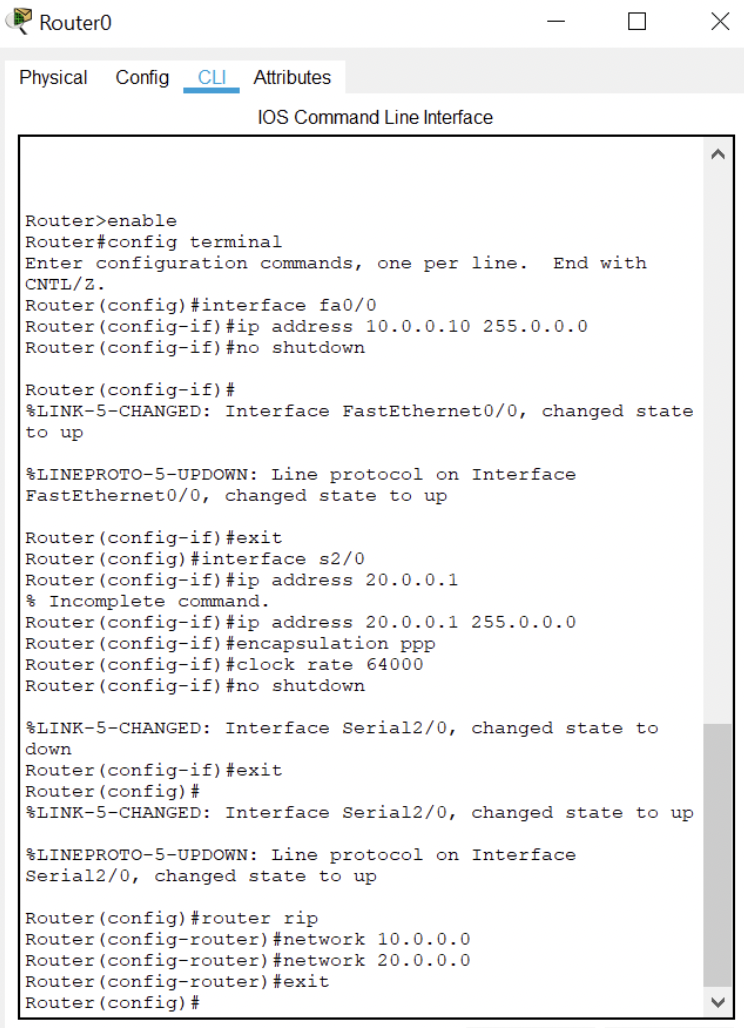 Router0
Physical Config CLI Attributes
IOS Command Line Interface
Router>enable
Router#config terminal
Enter configuration commands, one per line.  End with
CNTL/Z.
Router(config)#interface fa0/0
Router(config-if)#ip address 10.0.0.10 255.0.0.0
Router(config-if)#no shutdown
Router(config-if)#
%LINK-5-CHANGED: Interface FastEthernet0/0, changed state
to up
%LINEPROTO-5-UPDOWN: Line protocol on Interface
FastEthernet0/0, changed state to up
Router(config-if)#exit
Router(config)#interface s2/0
Router(config-if)#ip address 20.0.0.1
% Incomplete command.
Router(config-if)#ip address 20.0.0.1 255.0.0.0
Router(config-if)#encapsulation ppp
Router(config-if)#clock rate 64000
Router(config-if)#no shutdown
%LINK-5-CHANGED: Interface Serial2/0, changed state to
down
Router(config-if)#exit
Router(config)#
%LINK-5-CHANGED: Interface Serial2/0, changed state to up
%LINEPROTO-5-UPDOWN: Line protocol on Interface
Serial2/0, changed state to up
Router(config)#router rip
Router(config-router)#network 10.0.0.0
Router(config-router)#network 20.0.0.0
Router(config-router)#exit
Router(config)#